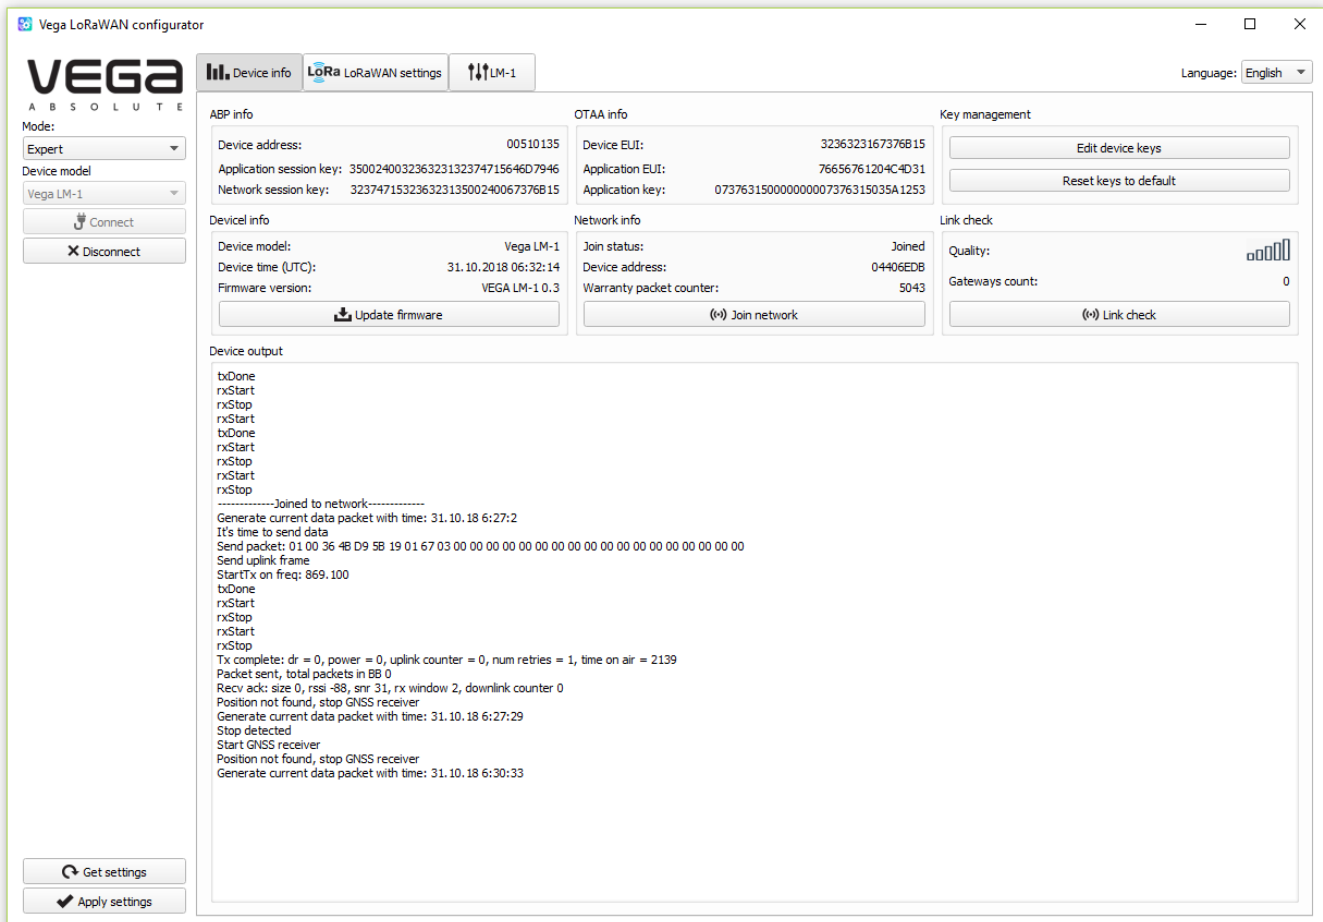 Vega LoRaWAN configurator
VEGA
ABSOLUTE
Mode:
Expert
Device model
Vega LM-1
Connect
Disconnect
Get settings
Apply settings
Device info
LoRa LoRaWAN settings
LM-1
Language: English
ABP info
Device address: 00510135
Application session key: 35002400323632313237471564 6D7946
Network session key: 32374715323632313500240067376B15
OTAA info
Device EUI: 3236323167376B15
Application EUI: 76656761204C4D31
Application key: 07376315000000007376315035A1253
Key management
Edit device keys
Reset keys to default
Devicel info
Device model: Vega LM-1
Device time (UTC): 31.10.2018 06:32:14
Firmware version: VEGA LM-1 0.3
Update firmware
Network info
Join status: Joined
Device address: 04406EDB
Warranty packet counter: 5043
Join network
Link check
Quality:
Gateways count: 0
Link check
Device output
txDone
rxStart
rxStop
rxStart
txDone
rxStart
rxStop
rxStart
rxStop
-------------Joined to network-------------
Generate current data packet with time: 31.10.18 6:27:2
It's time to send data
Send packet: 01 00 36 4B D9 5B 19 01 67 03 00 00 00 00 00 00 00 00 00 00 00 00 00 00 00 00 00 00
Send uplink frame
StartTx on freq: 869.100
txDone
rxStart
rxStop
rxStart
rxStop
Tx complete: dr = 0, power = 0, uplink counter = 0, num retries = 1, time on air = 2139
Packet sent, total packets in BB 0
Recv ack: size 0, rssi -88, snr 31, rx window 2, downlink counter 0
Position not found, stop GNSS receiver
Generate current data packet with time: 31.10.18 6:27:29
Stop detected
Start GNSS receiver
Position not found, stop GNSS receiver
Generate current data packet with time: 31.10.18 6:30:33